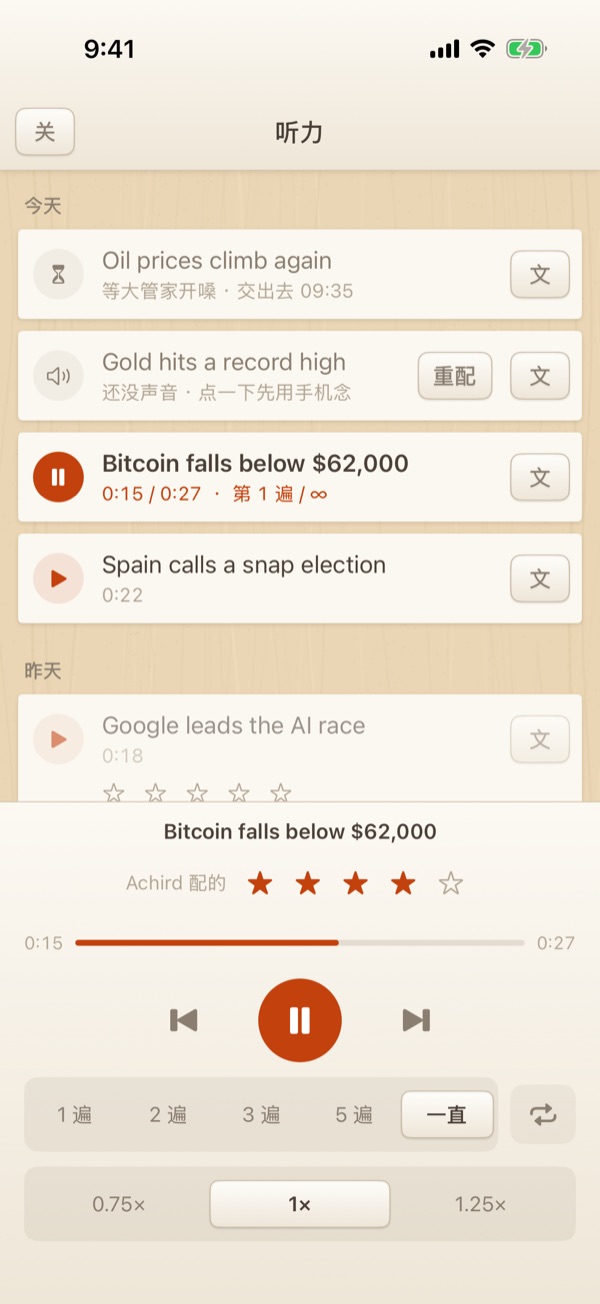 9:41
关
听力
今天
Oil prices climb again
等大管家开嗓 · 交出去 09:35
文
Gold hits a record high
还没声音 · 点一下先用手机念
重配
文
Bitcoin falls below $62,000
0:15 / 0:27 · 第 1 遍 / ∞
文
Spain calls a snap election
0:22
文
昨天
Google leads the AI race
0:18
文
Bitcoin falls below $62,000
Achird 配的
0:15
0:27
1 遍
2 遍
3 遍
5 遍
一直
0.75×
1×
1.25×